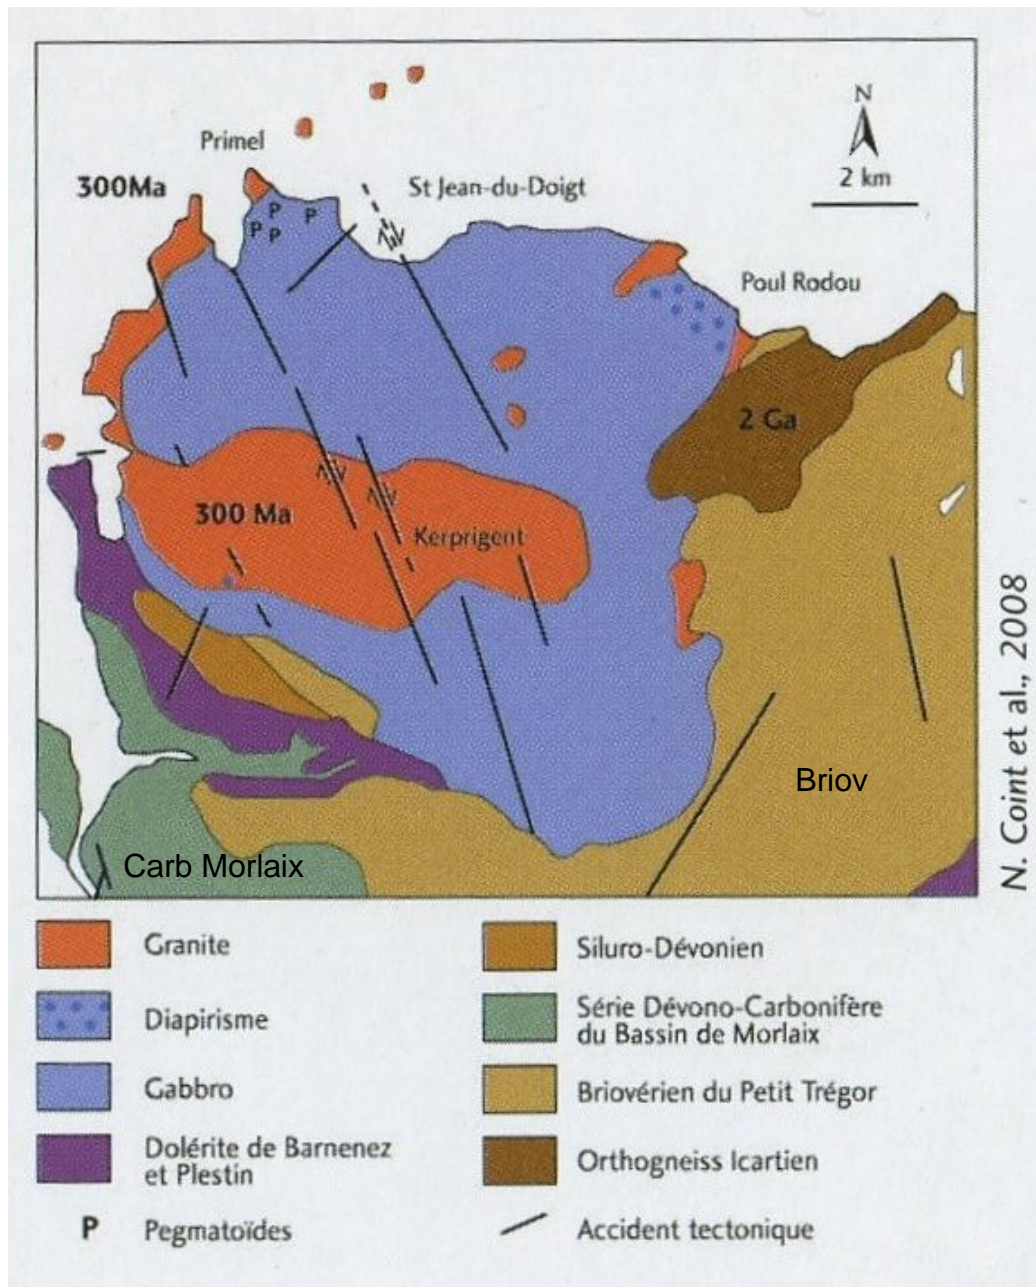 N
Primel
2 km
300Ma
St Jean-du-Doigt
P
P
P
P
Poul Rodou
2 Ga
300 Ma
Kerprigent
Briov
Carb Morlaix
N. Coint et al., 2008
Granite
Diapirisme
Gabbro
Dolérite de Barnenez
et Plestin
P Pegmatoïdes
Siluro-Dévonien
Série Dévono-Carbonifère
du Bassin de Morlaix
Briovérien du Petit Trégor
Orthogneiss Icartien
Accident tectonique